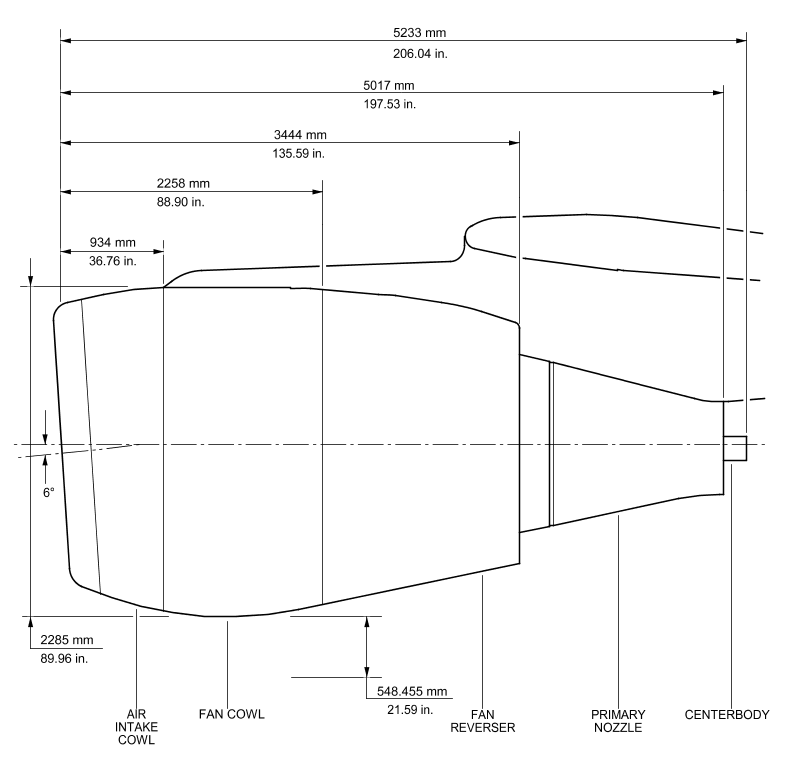 5233 mm
206.04 in.
5017 mm
197.53 in.
3444 mm
135.59 in.
2258 mm
88.90 in.
934 mm
36.76 in.
6°
2285 mm
89.96 in.
548.455 mm
21.59 in.
AIR
INTAKE
COWL
FAN COWL
FAN
REVERSER
PRIMARY
NOZZLE
CENTERBODY